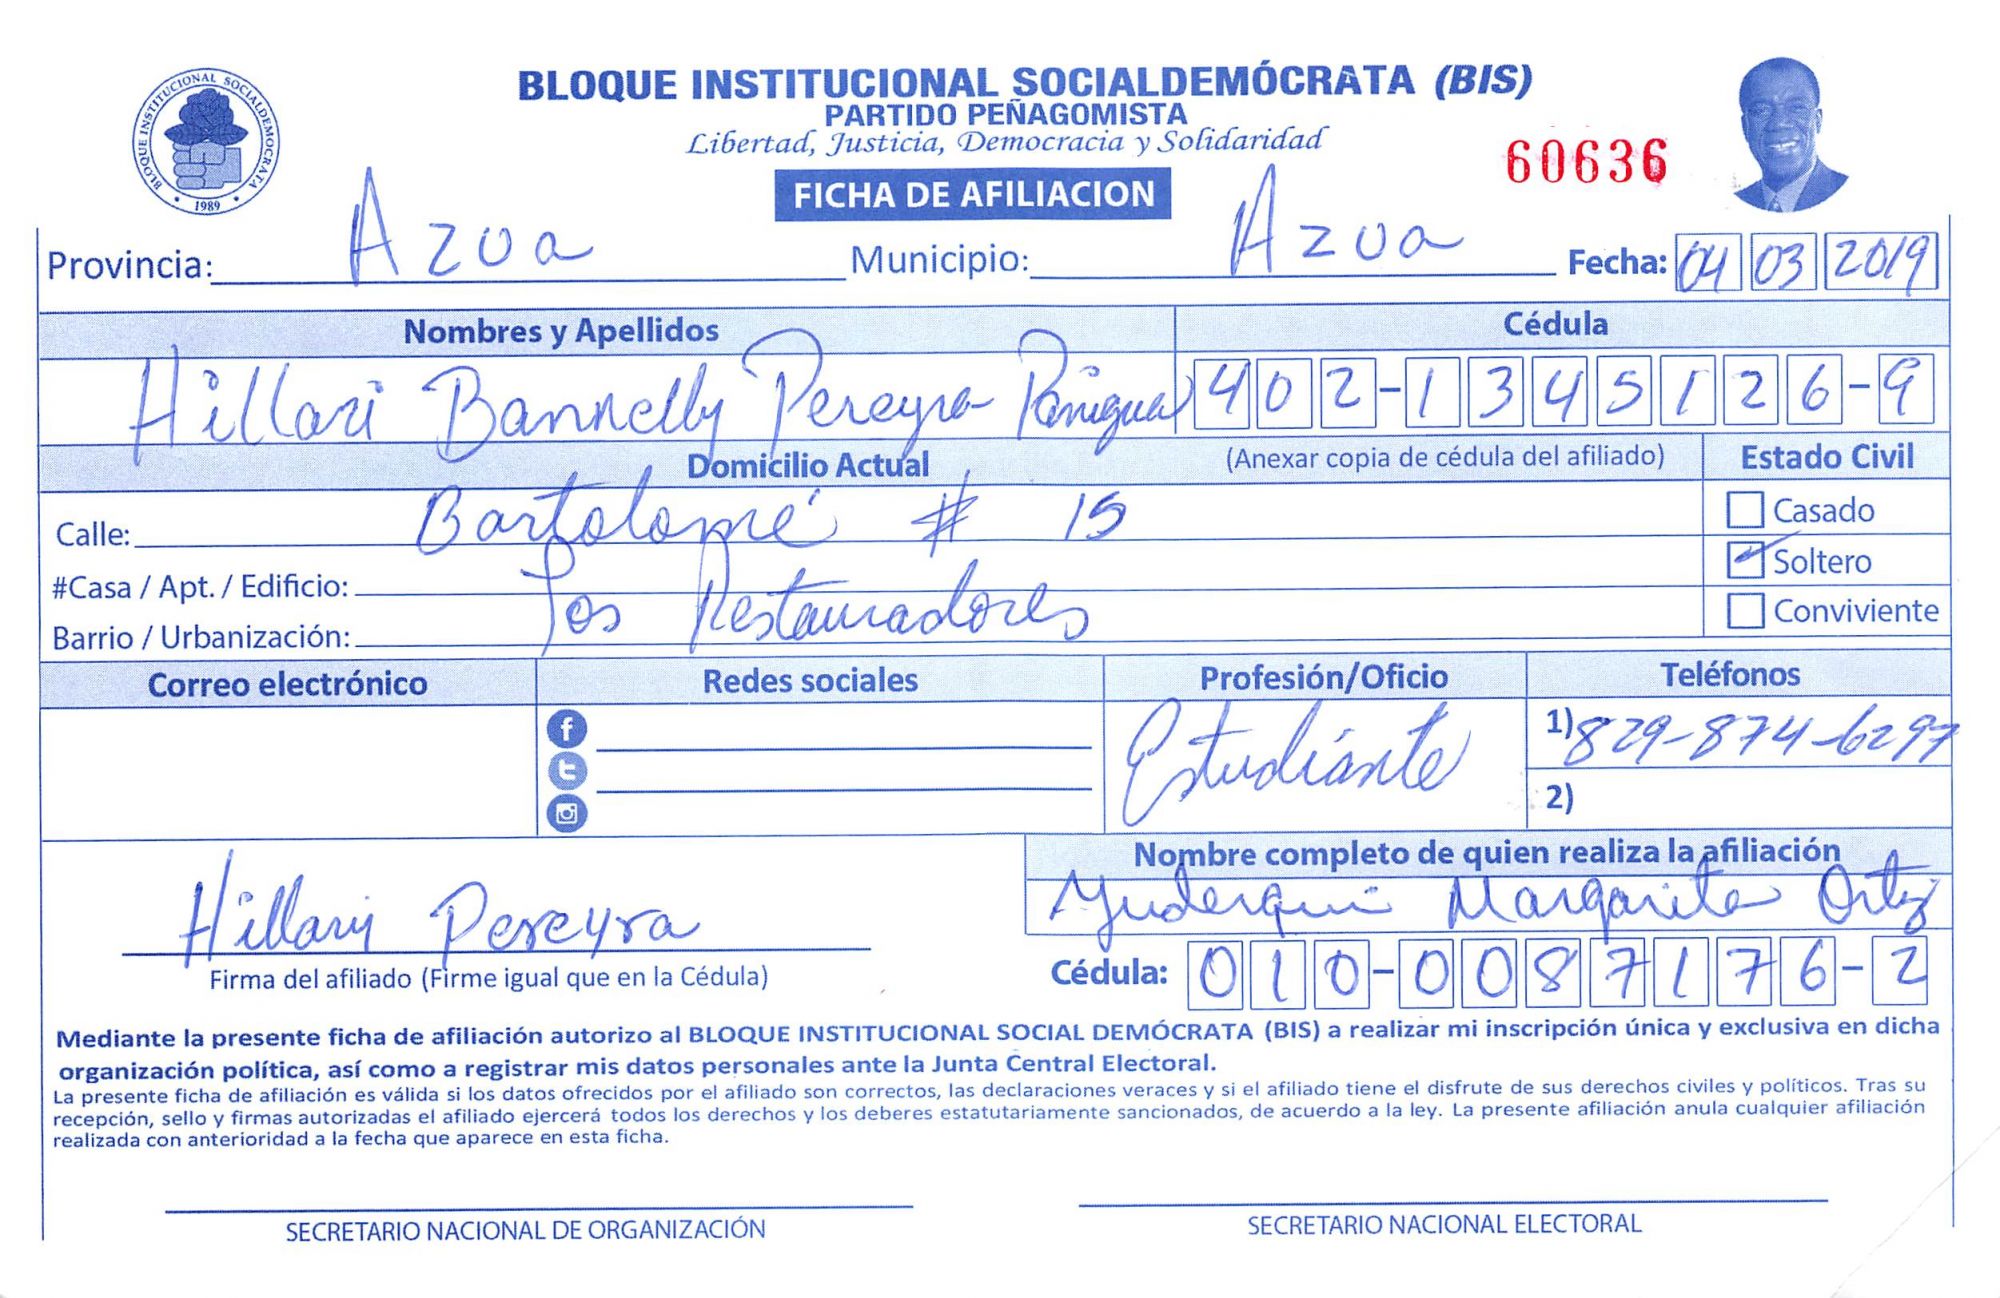 BLOQUE INSTITUCIONAL SOCIALDEMÓCRATA (BIS)
PARTIDO PEÑAGOMISTA
Libertad, Justicia, Democracia y Solidaridad
BLOQUE INSTITUCIONAL SOCIALDEMOCRATA
• 1989 •
60636
FICHA DE AFILIACION
Provincia: Azua Municipio: Azua Fecha: 04 03 2019
Nombres y Apellidos Cédula
Hillari Bannelly Pereyra Paniagua 402-1345126-9
Domicilio Actual (Anexar copia de cédula del afiliado) Estado Civil
Calle: Bartolomé # 15 Casado
#Casa / Apt. / Edificio: Soltero
Barrio / Urbanización: Los Restauradores Conviviente
Correo electrónico Redes sociales Profesión/Oficio Teléfonos
Estudiante 1) 829-874-6297
2)
Nombre completo de quien realiza la afiliación
Hillary Pereyra Yuderqui Margarita Ortiz
Firma del afiliado (Firme igual que en la Cédula) Cédula: 010-0087176-2
Mediante la presente ficha de afiliación autorizo al BLOQUE INSTITUCIONAL SOCIAL DEMÓCRATA (BIS) a realizar mi inscripción única y exclusiva en dicha
organización política, así como a registrar mis datos personales ante la Junta Central Electoral.
La presente ficha de afiliación es válida si los datos ofrecidos por el afiliado son correctos, las declaraciones veraces y si el afiliado tiene el disfrute de sus derechos civiles y políticos. Tras su
recepción, sello y firmas autorizadas el afiliado ejercerá todos los derechos y los deberes estatutariamente sancionados, de acuerdo a la ley. La presente afiliación anula cualquier afiliación
realizada con anterioridad a la fecha que aparece en esta ficha.
SECRETARIO NACIONAL DE ORGANIZACIÓN SECRETARIO NACIONAL ELECTORAL